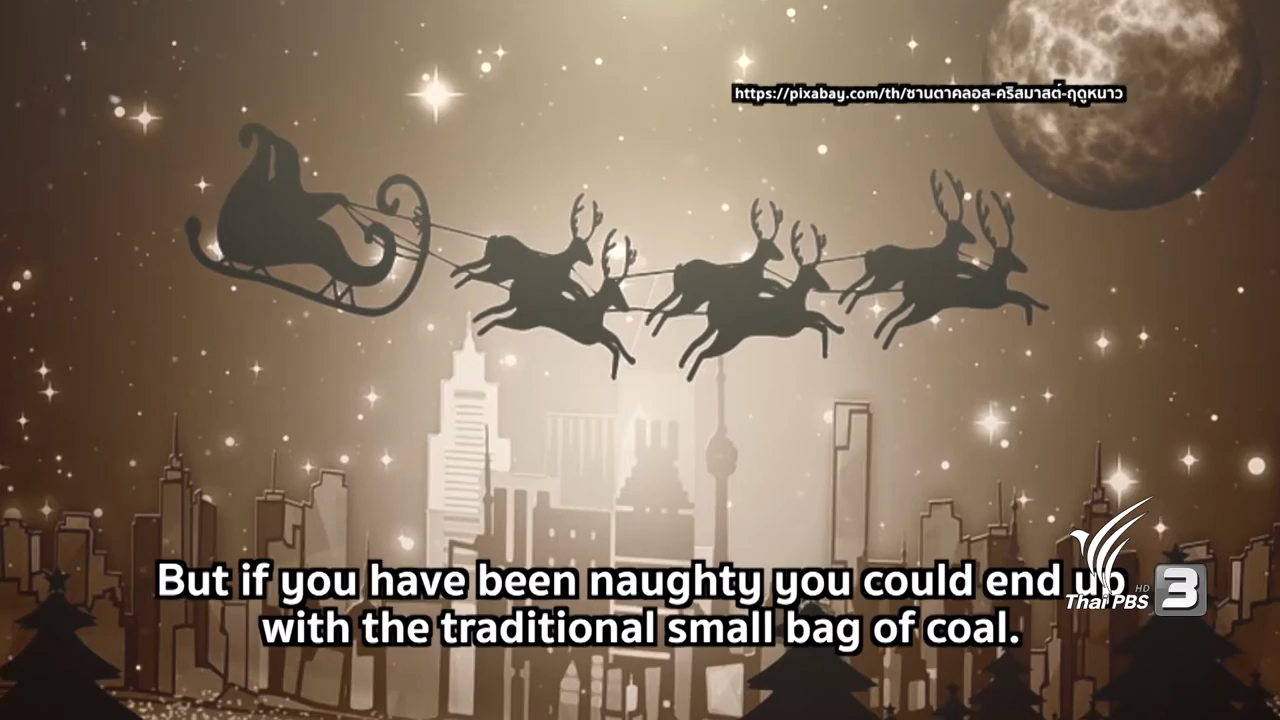 https://pixabay.com/th/ซานตาคลอส-คริสมาสต์-ฤดูหนาว
But if you have been naughty you could end up
with the traditional small bag of coal.
HD
Thai PBS 3